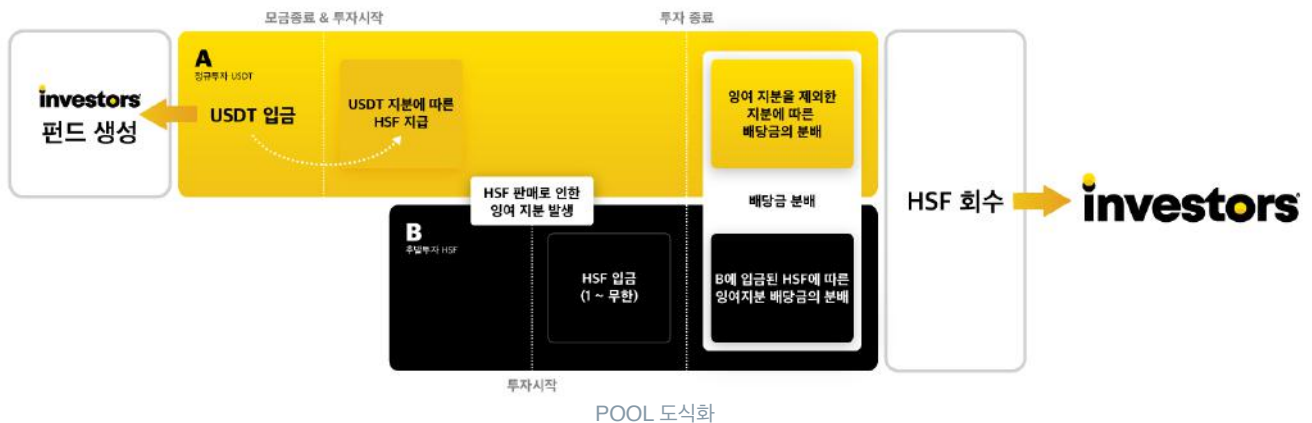 모금종료 & 투자시작
투자 종료
investors
펀드 생성
A
정규투자 USDT
USDT 입금
USDT 지분에 따른
HSF 지급
잉여 지분을 제외한
지분에 따른
배당금의 분배
HSF 판매로 인한
잉여 지분 발생
배당금 분배
B
후발투자 HSF
HSF 입금
(1 ~ 무한)
B에 입금된 HSF에 따른
잉여지분 배당금의 분배
HSF 회수
investors
투자시작
POOL 도식화